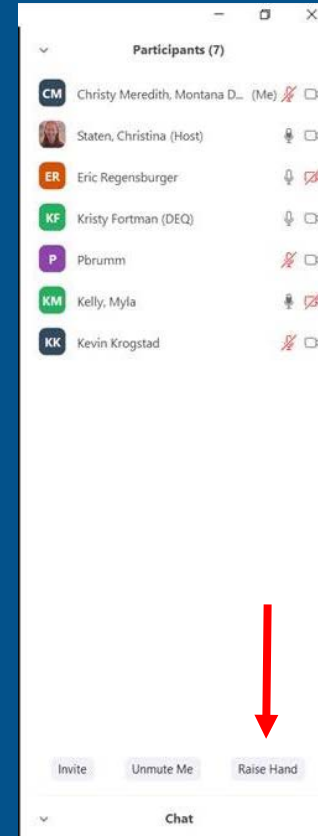 Participants (7)
CM Christy Meredith, Montana D... (Me)
Staten, Christina (Host)
ER Eric Regensburger
KF Kristy Fortman (DEQ)
P Pbrumm
KM Kelly, Myla
KK Kevin Krogstad
Invite Unmute Me Raise Hand
Chat